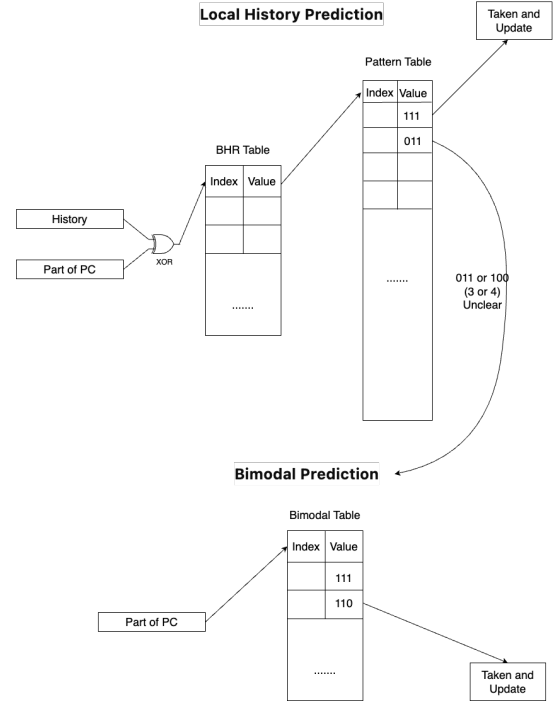 Local History Prediction
Taken and
Update
Pattern Table
Index Value
111
011
BHR Table
Index Value
History
Part of PC
XOR
.......
.......
011 or 100
(3 or 4)
Unclear
Bimodal Prediction
Bimodal Table
Index Value
111
110
Part of PC
.......
Taken and
Update